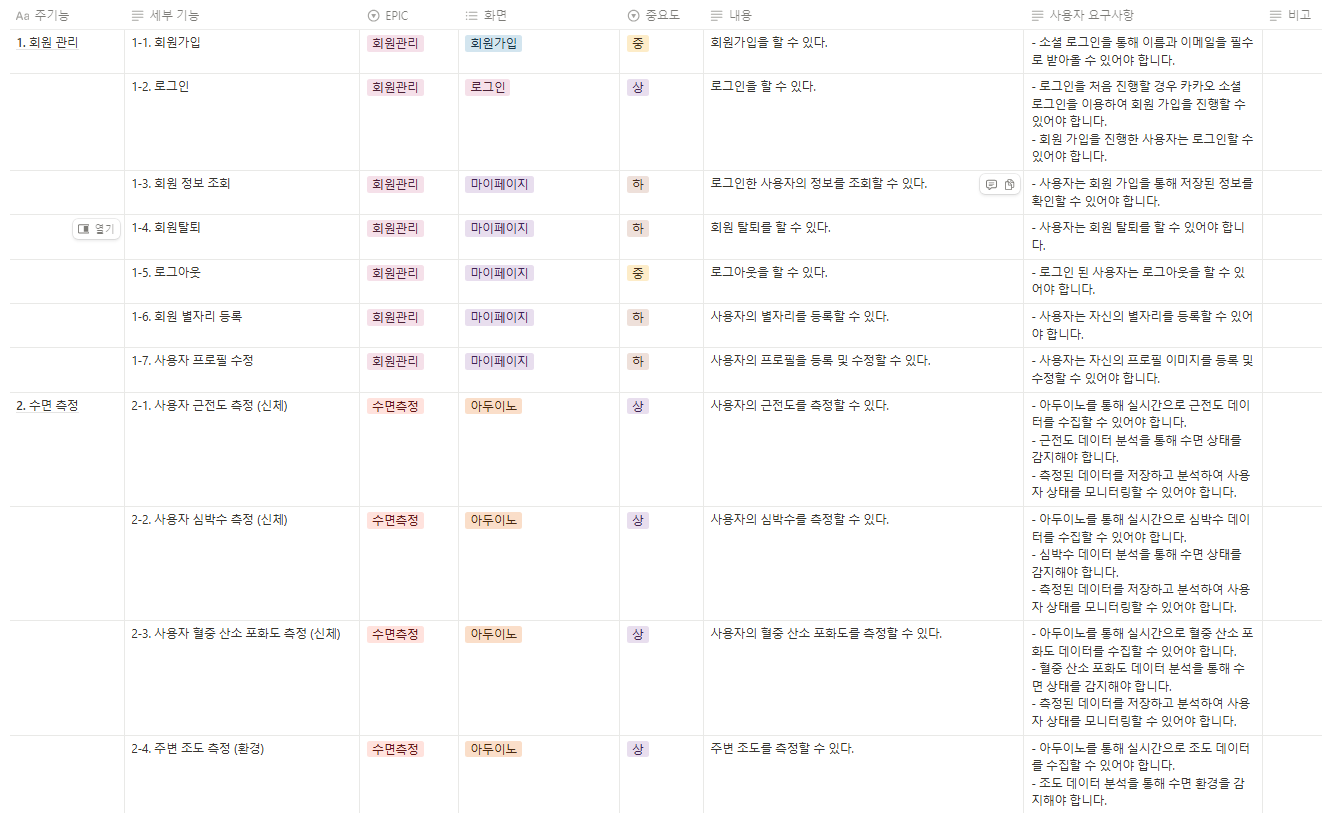 Aa 주기능 세부 기능 EPIC 화면 중요도 내용 사용자 요구사항 비고
1. 회원 관리 1-1. 회원가입 회원관리 회원가입 중 회원가입을 할 수 있다. - 소셜 로그인을 통해 이름과 이메일을 필수
로 받아올 수 있어야 합니다.
1-2. 로그인 회원관리 로그인 상 로그인을 할 수 있다. - 로그인을 처음 진행할 경우 카카오 소셜
로그인을 이용하여 회원 가입을 진행할 수
있어야 합니다.
- 회원 가입을 진행한 사용자는 로그인할 수
있어야 합니다.
1-3. 회원 정보 조회 회원관리 마이페이지 하 로그인한 사용자의 정보를 조회할 수 있다. - 사용자는 회원 가입을 통해 저장된 정보를
확인할 수 있어야 합니다.
열기 1-4. 회원탈퇴 회원관리 마이페이지 하 회원 탈퇴를 할 수 있다. - 사용자는 회원 탈퇴를 할 수 있어야 합니
다.
1-5. 로그아웃 회원관리 마이페이지 중 로그아웃을 할 수 있다. - 로그인 된 사용자는 로그아웃을 할 수 있
어야 합니다.
1-6. 회원 별자리 등록 회원관리 마이페이지 하 사용자의 별자리를 등록할 수 있다. - 사용자는 자신의 별자리를 등록할 수 있어
야 합니다.
1-7. 사용자 프로필 수정 회원관리 마이페이지 하 사용자의 프로필을 등록 및 수정할 수 있다. - 사용자는 자신의 프로필 이미지를 등록 및
수정할 수 있어야 합니다.
2. 수면 측정 2-1. 사용자 근전도 측정 (신체) 수면측정 아두이노 상 사용자의 근전도를 측정할 수 있다. - 아두이노를 통해 실시간으로 근전도 데이
터를 수집할 수 있어야 합니다.
- 근전도 데이터 분석을 통해 수면 상태를
감지해야 합니다.
- 측정된 데이터를 저장하고 분석하여 사용
자 상태를 모니터링할 수 있어야 합니다.
2-2. 사용자 심박수 측정 (신체) 수면측정 아두이노 상 사용자의 심박수를 측정할 수 있다. - 아두이노를 통해 실시간으로 심박수 데이
터를 수집할 수 있어야 합니다.
- 심박수 데이터 분석을 통해 수면 상태를
감지해야 합니다.
- 측정된 데이터를 저장하고 분석하여 사용
자 상태를 모니터링할 수 있어야 합니다.
2-3. 사용자 혈중 산소 포화도 측정 (신체) 수면측정 아두이노 상 사용자의 혈중 산소 포화도를 측정할 수 있다. - 아두이노를 통해 실시간으로 혈중 산소 포
화도 데이터를 수집할 수 있어야 합니다.
- 혈중 산소 포화도 데이터 분석을 통해 수
면 상태를 감지해야 합니다.
- 측정된 데이터를 저장하고 분석하여 사용
자 상태를 모니터링할 수 있어야 합니다.
2-4. 주변 조도 측정 (환경) 수면측정 아두이노 상 주변 조도를 측정할 수 있다. - 아두이노를 통해 실시간으로 조도 데이터
를 수집할 수 있어야 합니다.
- 조도 데이터 분석을 통해 수면 환경을 감
지해야 합니다.